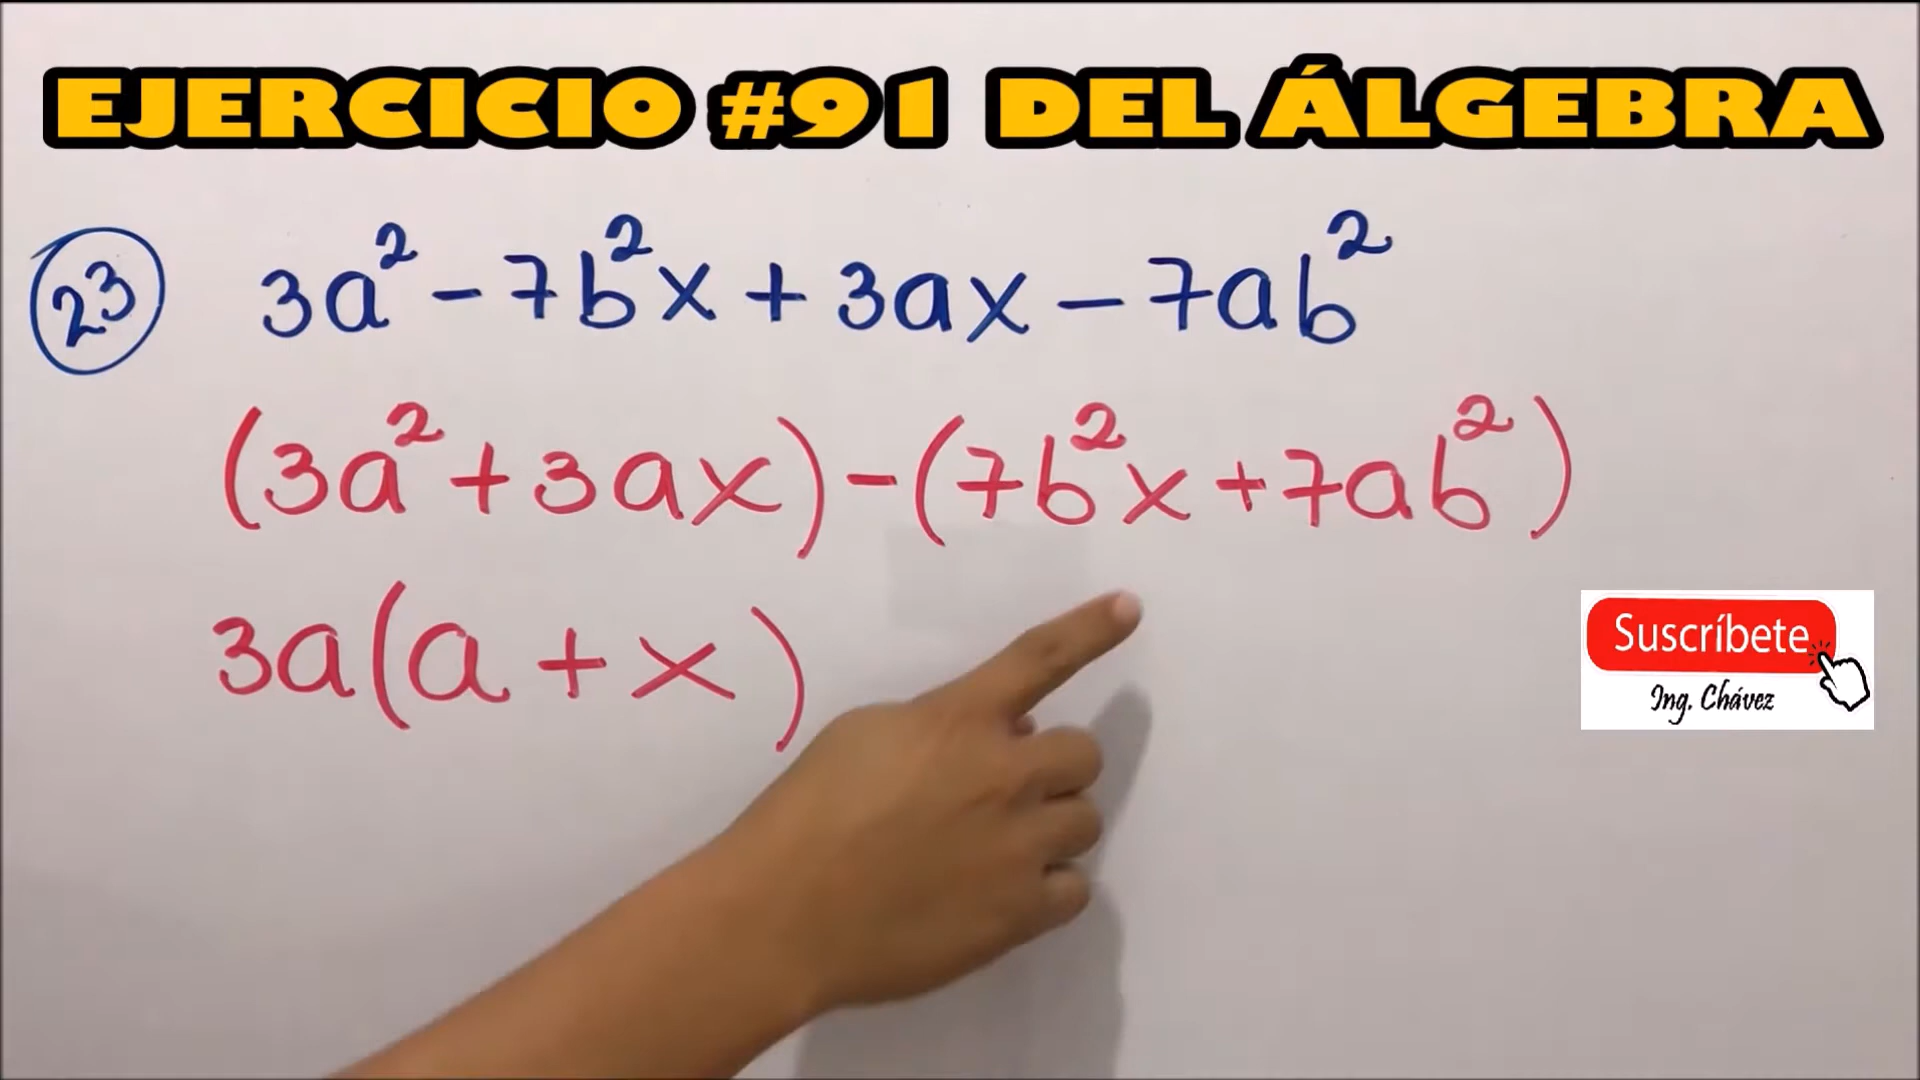 EJERCICIO #91 DEL ÁLGEBRA
23 3a² - 7b²x + 3ax - 7ab²
(3a² + 3ax) - (7b²x + 7ab²)
3a(a + x)
Suscríbete
Ing. Chávez